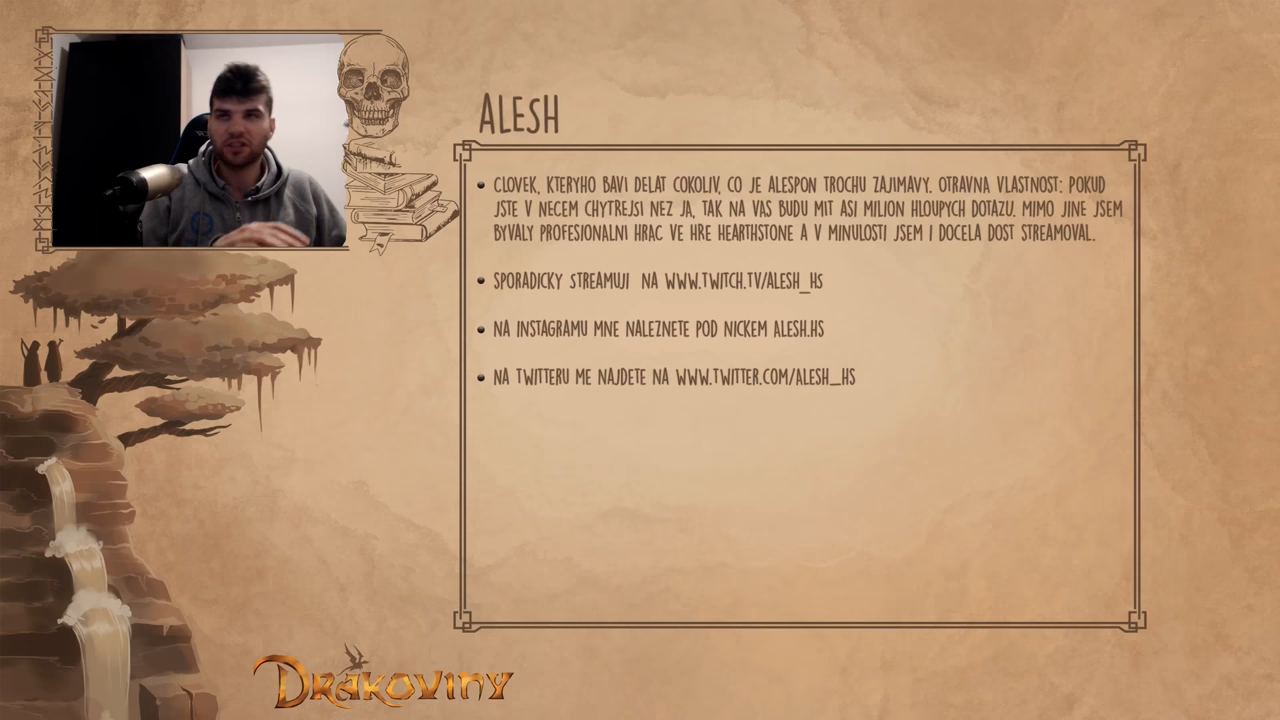 ALESH
• CLOVEK, KTERYHO BAVI DELAT COKOLIV, CO JE ALESPON TROCHU ZAJIMAVY. OTRAVNA VLASTNOST: POKUD
JSTE V NECEM CHYTREJSI NEZ JA, TAK NA VAS BUDU MIT ASI MILION HLOUPYCH DOTAZU. MIMO JINE JSEM
BYVALY PROFESIONALNI HRAC VE HRE HEARTHSTONE A V MINULOSTI JSEM I DOCELA DOST STREAMOVAL.
• SPORADICKY STREAMUJI NA WWW.TWITCH.TV/ALESH_HS
• NA INSTAGRAMU MNE NALEZNETE POD NICKEM ALESH.HS
• NA TWITTERU ME NAJDETE NA WWW.TWITTER.COM/ALESH_HS
DRAKOVINY